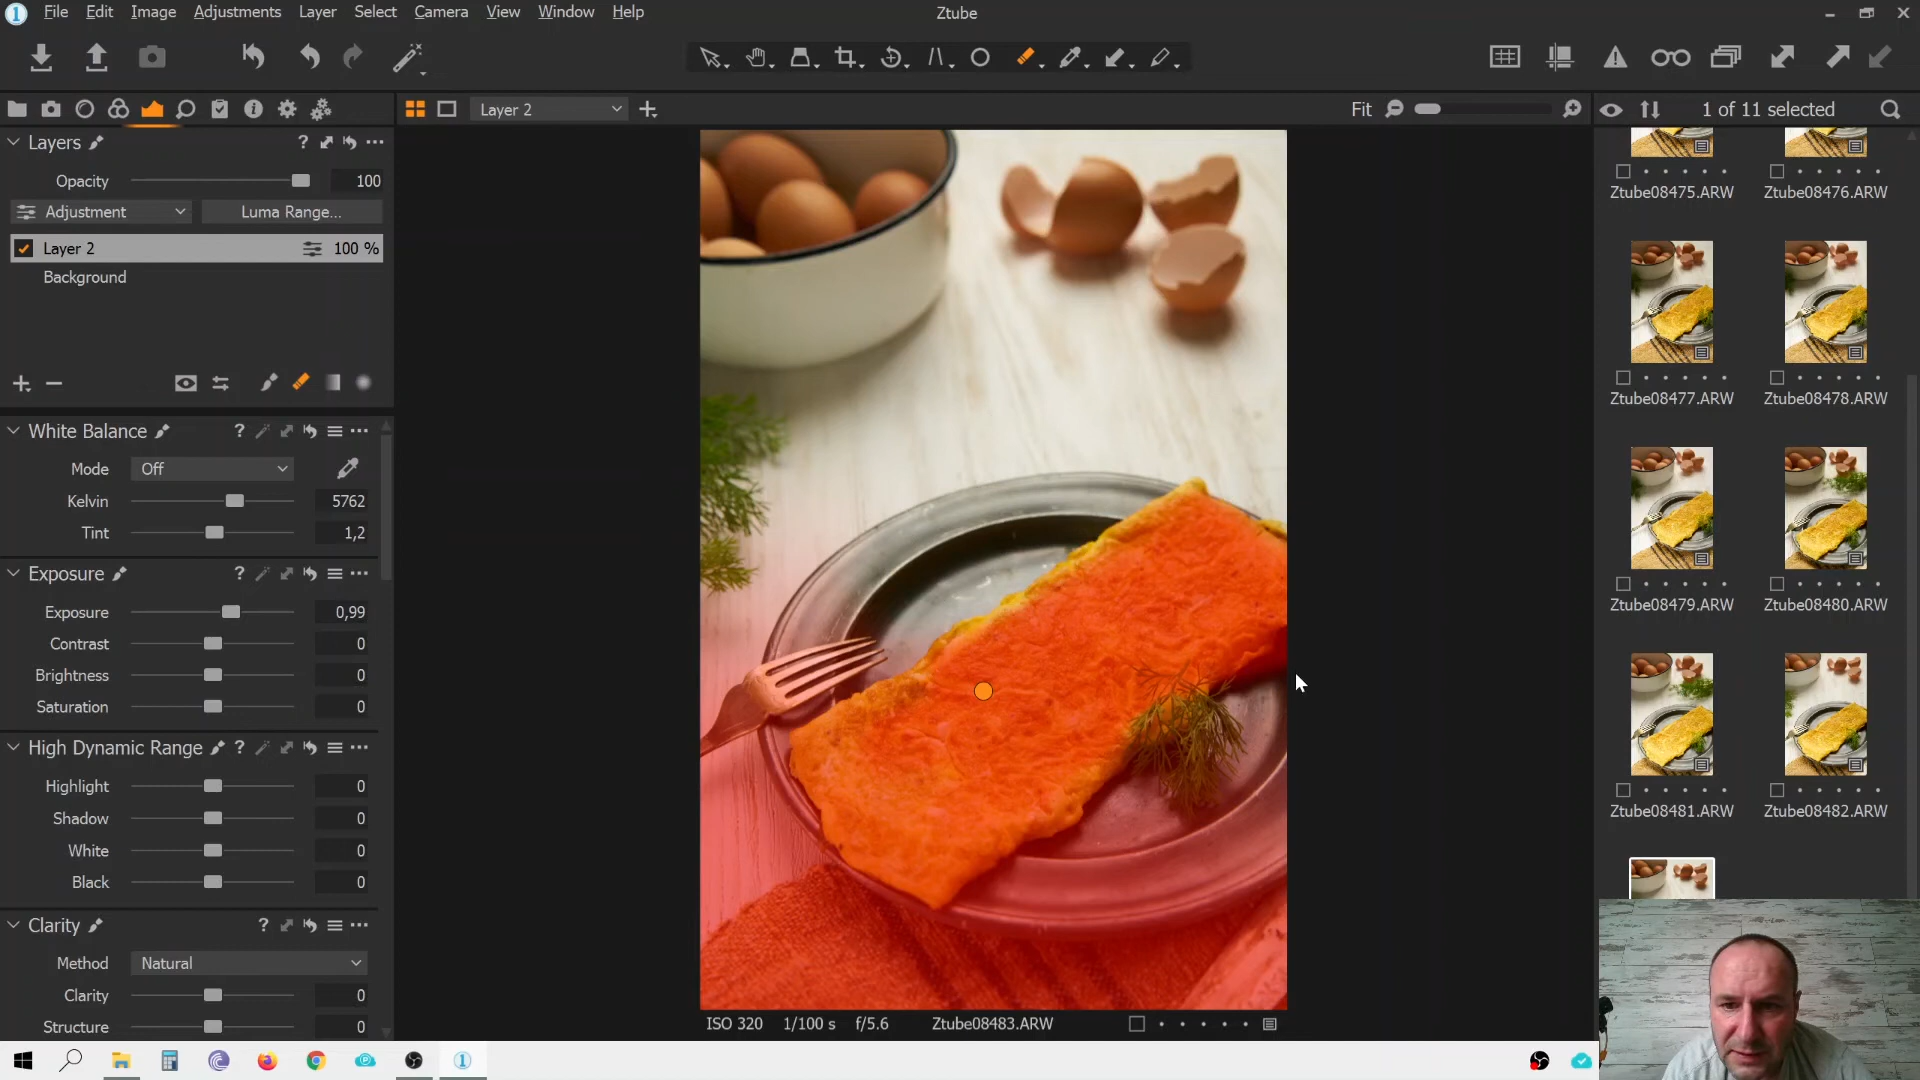 File Edit Image Adjustments Layer Select Camera View Window Help
Ztube
Layer 2
Fit
1 of 11 selected
Layers
?
Opacity 100
Adjustment
Luma Range...
Layer 2 100 %
Background
White Balance ?
Mode Off
Kelvin 5762
Tint 1,2
Exposure ?
Exposure 0,99
Contrast 0
Brightness 0
Saturation 0
High Dynamic Range ?
Highlight 0
Shadow 0
White 0
Black 0
Clarity ?
Method Natural
Clarity 0
Structure 0
ISO 320 1/100 s f/5.6 Ztube08483.ARW
Ztube08475.ARW Ztube08476.ARW
Ztube08477.ARW Ztube08478.ARW
Ztube08479.ARW Ztube08480.ARW
Ztube08481.ARW Ztube08482.ARW